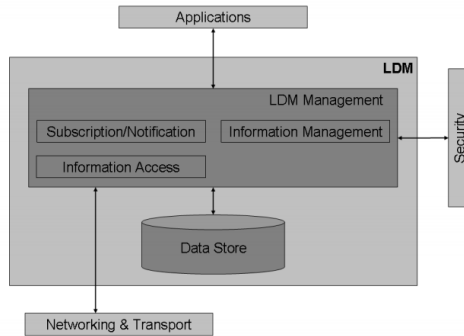 Applications
LDM
LDM Management
Subscription/Notification
Information Management
Information Access
Security
Data Store
Networking & Transport